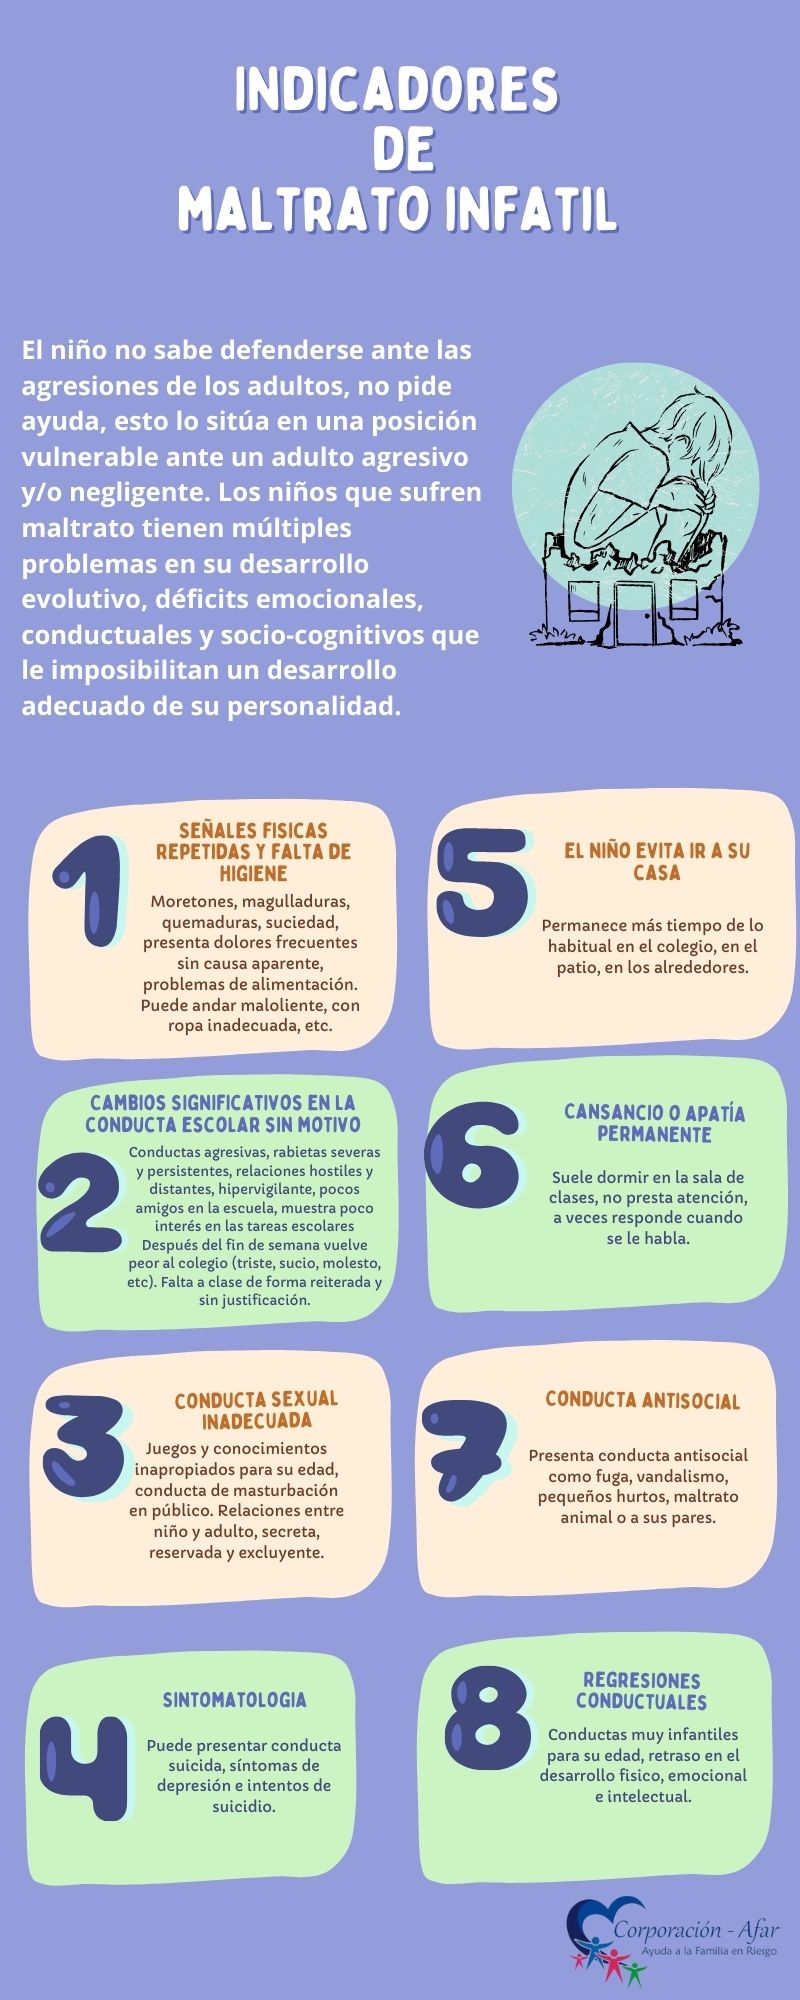 INDICADORES
DE
MALTRATO INFATIL
El niño no sabe defenderse ante las
agresiones de los adultos, no pide
ayuda, esto lo sitúa en una posición
vulnerable ante un adulto agresivo
y/o negligente. Los niños que sufren
maltrato tienen múltiples
problemas en su desarrollo
evolutivo, déficits emocionales,
conductuales y socio-cognitivos que
le imposibilitan un desarrollo
adecuado de su personalidad.
1
SEÑALES FISICAS
REPETIDAS Y FALTA DE
HIGIENE
Moretones, magulladuras,
quemaduras, suciedad,
presenta dolores frecuentes
sin causa aparente,
problemas de alimentación.
Puede andar maloliente, con
ropa inadecuada, etc.
2
CAMBIOS SIGNIFICATIVOS EN LA
CONDUCTA ESCOLAR SIN MOTIVO
Conductas agresivas, rabietas severas
y persistentes, relaciones hostiles y
distantes, hipervigilante, pocos
amigos en la escuela, muestra poco
interés en las tareas escolares
Después del fin de semana vuelve
peor al colegio (triste, sucio, molesto,
etc). Falta a clase de forma reiterada y
sin justificación.
3
CONDUCTA SEXUAL
INADECUADA
Juegos y conocimientos
inapropiados para su edad,
conducta de masturbación
en público. Relaciones entre
niño y adulto, secreta,
reservada y excluyente.
4
SINTOMATOLOGIA
Puede presentar conducta
suicida, síntomas de
depresión e intentos de
suicidio.
5
EL NIÑO EVITA IR A SU
CASA
Permanece más tiempo de lo
habitual en el colegio, en el
patio, en los alrededores.
6
CANSANCIO O APATÍA
PERMANENTE
Suele dormir en la sala de
clases, no presta atención,
a veces responde cuando
se le habla.
7
CONDUCTA ANTISOCIAL
Presenta conducta antisocial
como fuga, vandalismo,
pequeños hurtos, maltrato
animal o a sus pares.
8
REGRESIONES
CONDUCTUALES
Conductas muy infantiles
para su edad, retraso en el
desarrollo fisico, emocional
e intelectual.
Corporación - Afar
Ayuda a la Familia en Riesgo